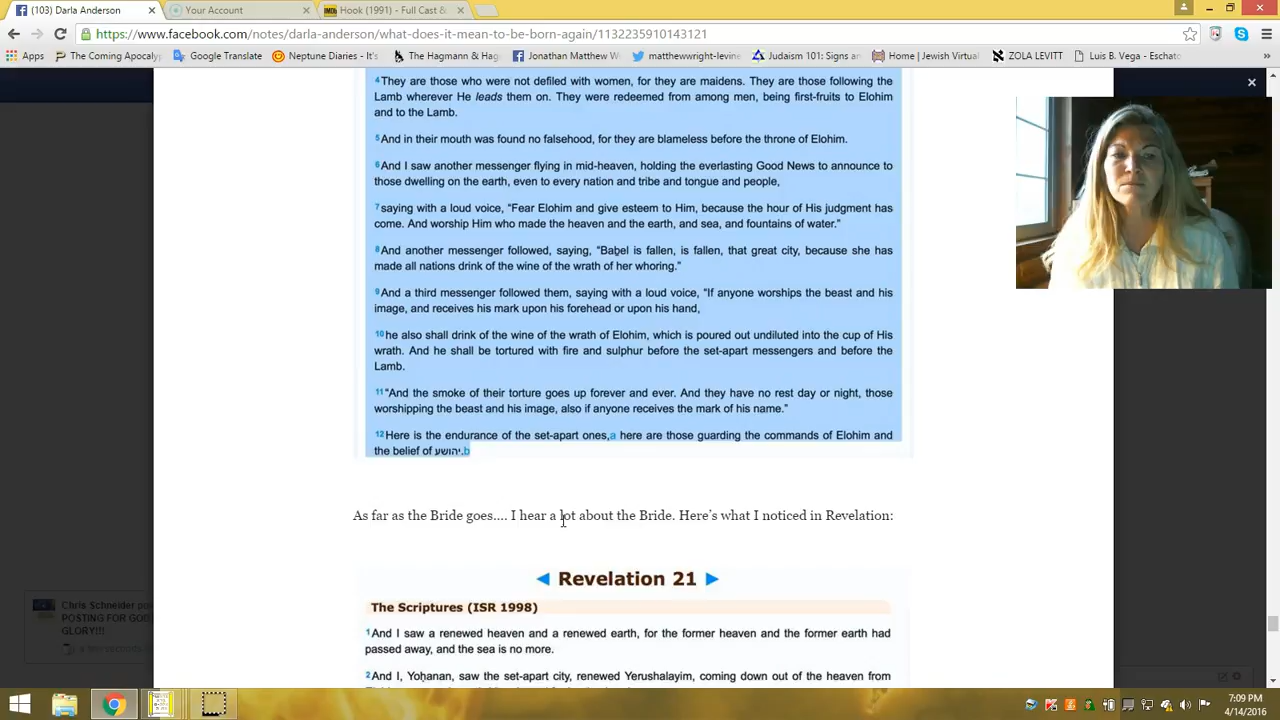 (103) Darla Anderson
Your Account
Hook (1991) - Full Cast &
https://www.facebook.com/notes/darla-anderson/what-does-it-mean-to-be-born-again/1132235910143121
Apps
The Coming Apocalyp
Google Translate
Neptune Diaries - I't
The Hagmann & Hag
Jonathan Matthew W
matthewwright-levine
Judaism 101: Signs an
Home | Jewish Virtual
ZOLA LEVITT
Luis B. Vega - Eschato
4They are those who were not defiled with women, for they are maidens. They are those following the
Lamb wherever He leads them on. They were redeemed from among men, being first-fruits to Elohim
and to the Lamb.
5And in their mouth was found no falsehood, for they are blameless before the throne of Elohim.
6And I saw another messenger flying in mid-heaven, holding the everlasting Good News to announce to
those dwelling on the earth, even to every nation and tribe and tongue and people,
7saying with a loud voice, “Fear Elohim and give esteem to Him, because the hour of His judgment has
come. And worship Him who made the heaven and the earth, and sea, and fountains of water.”
8And another messenger followed, saying, “Baḇel is fallen, is fallen, that great city, because she has
made all nations drink of the wine of the wrath of her whoring.”
9And a third messenger followed them, saying with a loud voice, “If anyone worships the beast and his
image, and receives his mark upon his forehead or upon his hand,
10he also shall drink of the wine of the wrath of Elohim, which is poured out undiluted into the cup of His
wrath. And he shall be tortured with fire and sulphur before the set-apart messengers and before the
Lamb.
11“And the smoke of their torture goes up forever and ever. And they have no rest day or night, those
worshipping the beast and his image, also if anyone receives the mark of his name.”
12Here is the endurance of the set-apart ones,a here are those guarding the commands of Elohim and
the belief of יהושע.b
As far as the Bride goes.... I hear a lot about the Bride. Here’s what I noticed in Revelation:
◄ Revelation 21 ►
The Scriptures (ISR 1998)
1And I saw a renewed heaven and a renewed earth, for the former heaven and the former earth had
passed away, and the sea is no more.
2And I, Yoḥanan, saw the set-apart city, renewed Yerushalayim, coming down out of the heaven from
Chris Schneider
POSTING FOR GOD
GLORY!!!
7:09 PM
4/14/2016